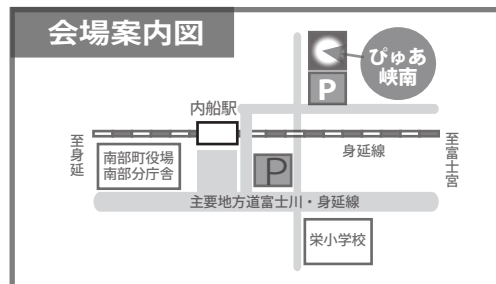 会場案内図
ぴゅあ
峡南
P
内船駅
至身延
身延線
至富士宮
南部町役場
南部分庁舎
P
主要地方道富士川・身延線
栄小学校